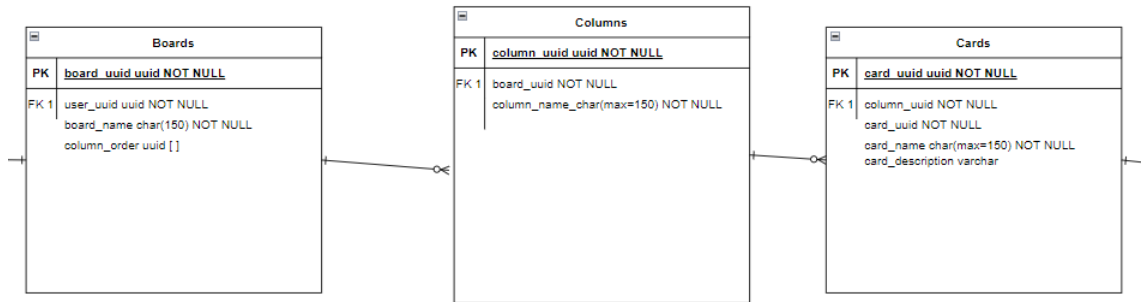 Boards
PK board_uuid uuid NOT NULL
FK 1 user_uuid uuid NOT NULL
board_name char(150) NOT NULL
column_order uuid [ ]
Columns
PK column_uuid uuid NOT NULL
FK 1 board_uuid NOT NULL
column_name_char(max=150) NOT NULL
Cards
PK card_uuid uuid NOT NULL
FK 1 column_uuid NOT NULL
card_uuid NOT NULL
card_name char(max=150) NOT NULL
card_description varchar